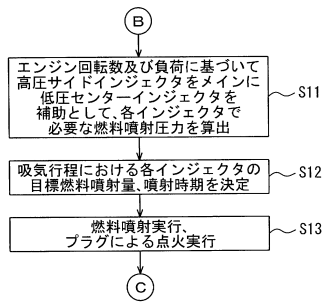 B
エンジン回転数及び負荷に基づいて
高圧サイドインジェクタをメインに
低圧センターインジェクタを
補助として、各インジェクタで
必要な燃料噴射圧力を算出
S11
吸気行程における各インジェクタの
目標燃料噴射量、噴射時期を決定
S12
燃料噴射実行、
プラグによる点火実行
S13
C